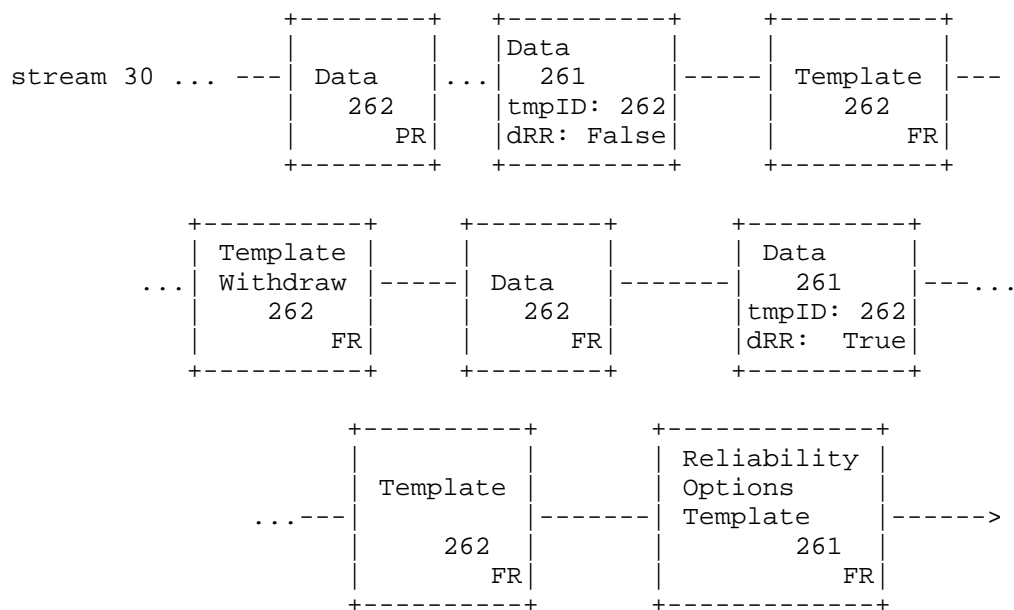 +--------+    +----------+      +----------+
                      |        |    |Data      |      |          |
stream 30 ... ---| Data   |...|  261     |-----| Template |---
                      |   262  |    |tmpID: 262|      |   262    |
                      |      PR|    |dRR: False|      |        FR|
                      +--------+    +----------+      +----------+
+----------+     +--------+       +----------+
| Template |     |        |       | Data     |
...| Withdraw |-----| Data   |-------|   261    |---...
|   262    |     |   262  |       |tmpID: 262|
|        FR|     |      FR|       |dRR:  True|
+----------+     +--------+       +----------+
+----------+       +-------------+
|          |       | Reliability |
| Template |       | Options     |
...---|          |-------| Template    |------>
|     262  |       |        261  |
|        FR|       |           FR|
+----------+       +-------------+